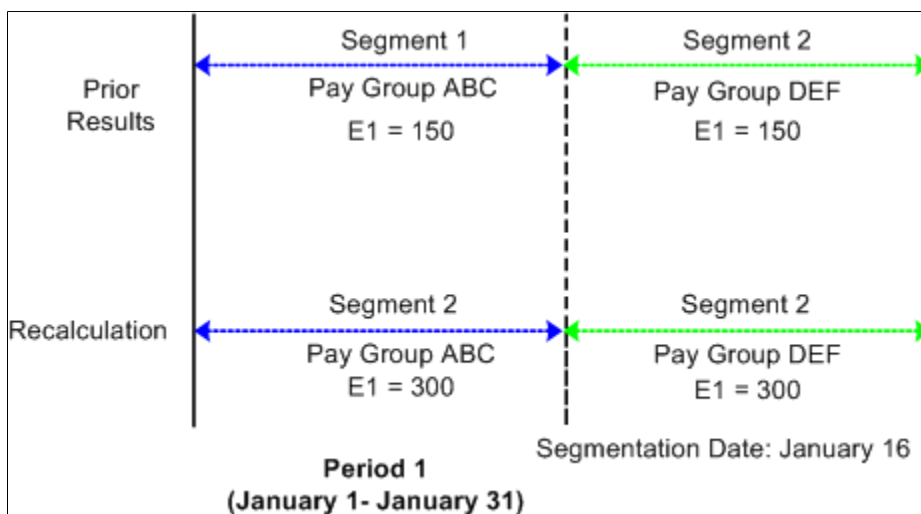 Segment 1
Segment 2
Prior
Results
Pay Group ABC
Pay Group DEF
E1 = 150
E1 = 150
Segment 2
Segment 2
Recalculation
Pay Group ABC
Pay Group DEF
E1 = 300
E1 = 300
Segmentation Date: January 16
Period 1
(January 1- January 31)